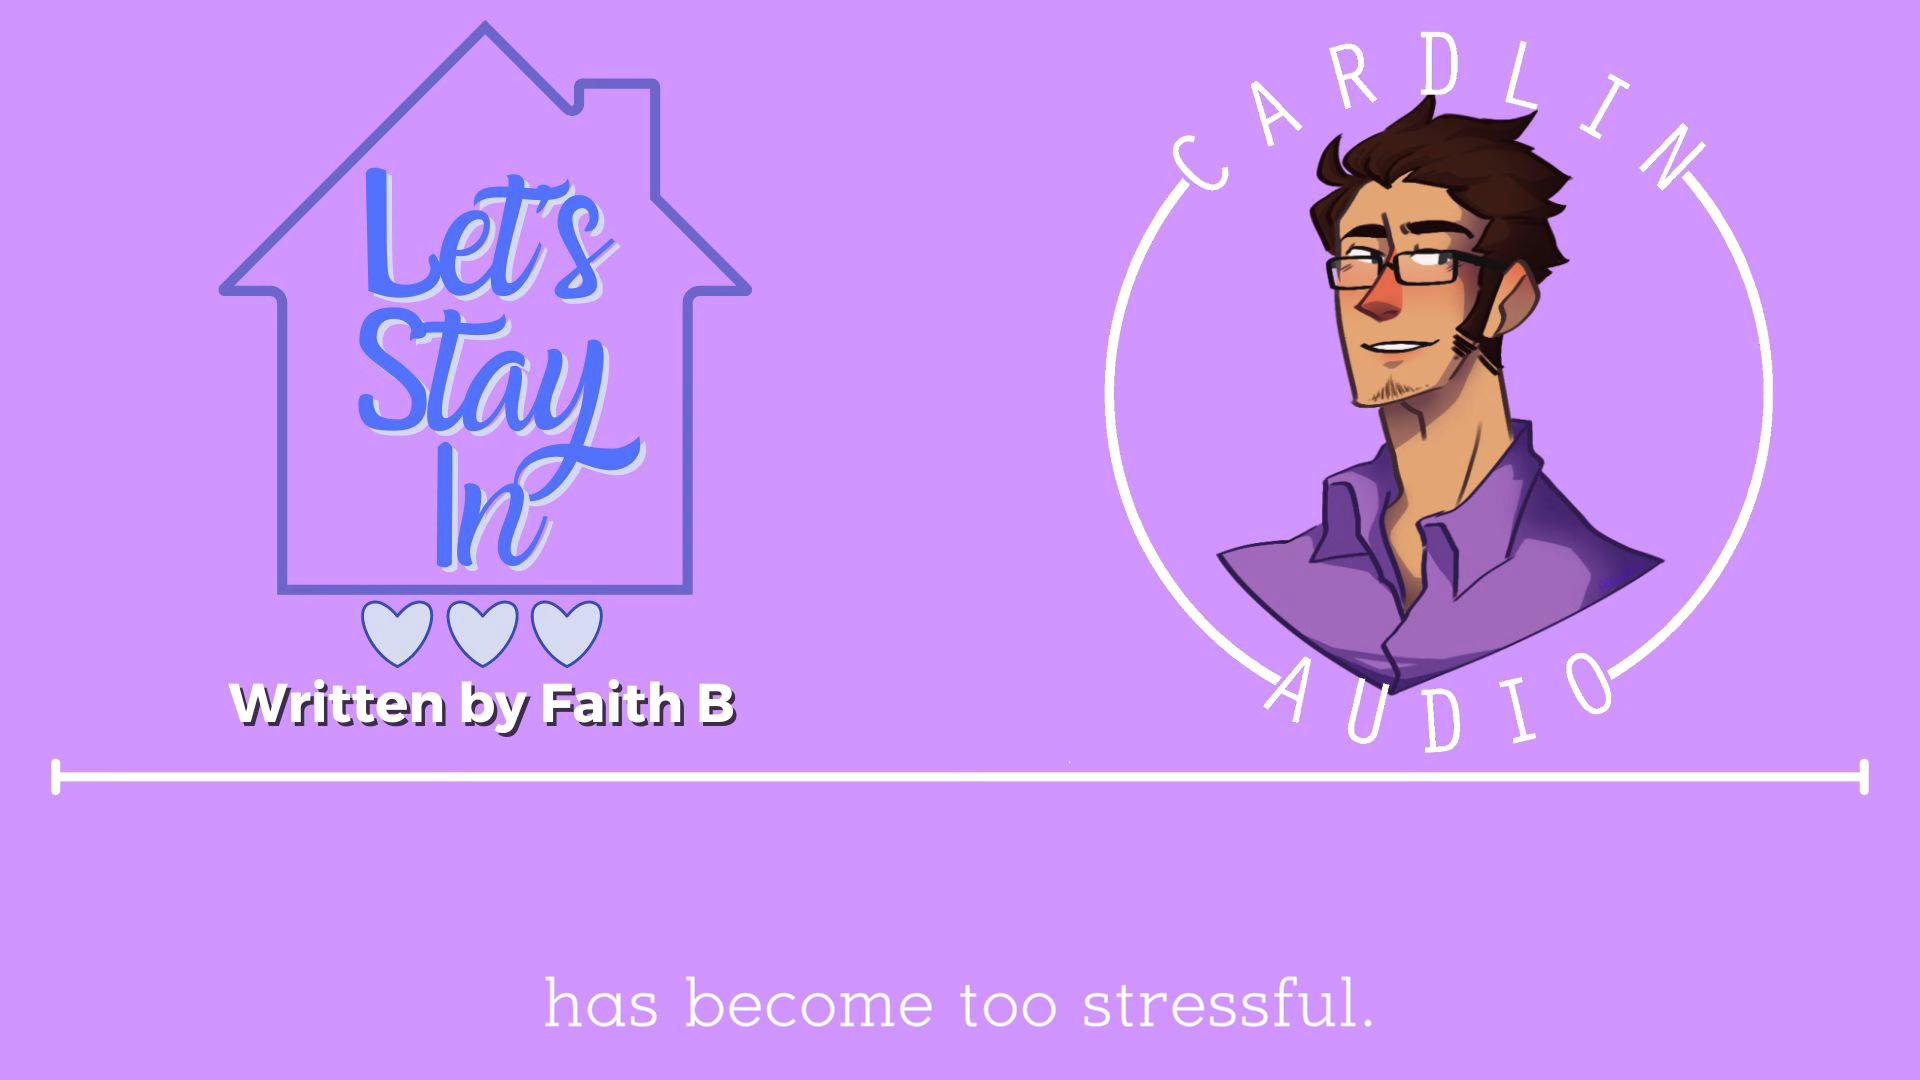 Let's
Stay
In
Written by Faith B
CARDLIN
AUDIO
has become too stressful.